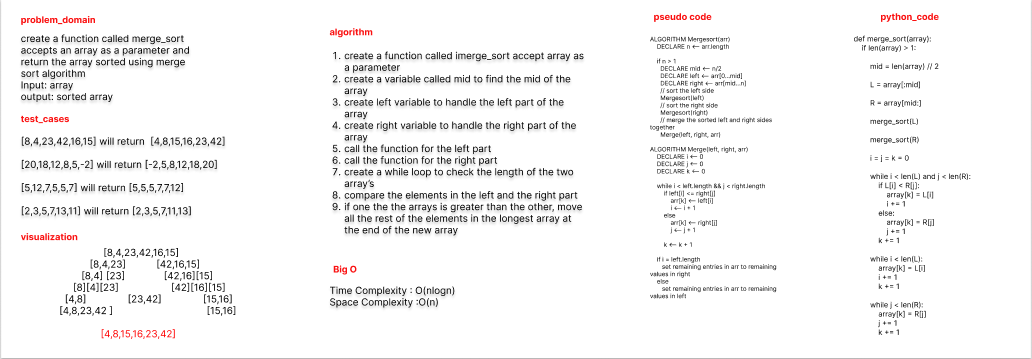 problem_domain
create a function called merge_sort
accepts an array as a parameter and
return the array sorted using merge
sort algorithm
Input: array
output: sorted array
test_cases
[8,4,23,42,16,15] will return [4,8,15,16,23,42]
[20,18,12,8,5,-2] will return [-2,5,8,12,18,20]
[5,12,7,5,5,7] will return [5,5,5,7,7,12]
[2,3,5,7,13,11] will return [2,3,5,7,11,13]
visualization
[8,4,23,42,16,15]
[8,4,23] [42,16,15]
[8,4] [23] [42,16][15]
[8][4][23] [42][16][15]
[4,8] [23,42] [15,16]
[4,8,23,42 ] [15,16]
[4,8,15,16,23,42]
algorithm
1. create a function called imerge_sort accept array as
a parameter
2. create a variable called mid to find the mid of the
array
3. create left variable to handle the left part of the
array
4. create right variable to handle the right part of the
array
5. call the function for the left part
6. call the function for the right part
7. create a while loop to check the length of the two
array's
8. compare the elements in the left and the right part
9. if one the the arrays is greater than the other, move
all the rest of the elements in the longest array at
the end of the new array
Big O
Time Complexity : O(nlogn)
Space Complexity :O(n)
pseudo code
ALGORITHM Mergesort(arr)
DECLARE n <-- arr.length
if n > 1
DECLARE mid <-- n/2
DECLARE left <-- arr[0...mid]
DECLARE right <-- arr[mid...n]
// sort the left side
Mergesort(left)
// sort the right side
Mergesort(right)
// merge the sorted left and right sides
together
Merge(left, right, arr)
ALGORITHM Merge(left, right, arr)
DECLARE i <-- 0
DECLARE j <-- 0
DECLARE k <-- 0
while i < left.length && j < right.length
if left[i] <= right[j]
arr[k] <-- left[i]
i <-- i + 1
else
arr[k] <-- right[j]
j <-- j + 1
k <-- k + 1
if i = left.length
set remaining entries in arr to remaining
values in right
else
set remaining entries in arr to remaining
values in left
python_code
def merge_sort(array):
if len(array) > 1:
mid = len(array) // 2
L = array[:mid]
R = array[mid:]
merge_sort(L)
merge_sort(R)
i = j = k = 0
while i < len(L) and j < len(R):
if L[i] < R[j]:
array[k] = L[i]
i += 1
else:
array[k] = R[j]
j += 1
k += 1
while i < len(L):
array[k] = L[i]
i += 1
k += 1
while j < len(R):
array[k] = R[j]
j += 1
k += 1